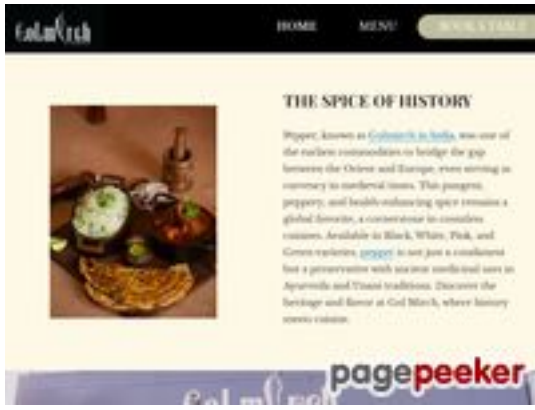 Golmirch
HOME
MENU
BOOK A TABLE
THE SPICE OF HISTORY
Pepper, known as Golmirch in India, was one of
the earliest commodities to bridge the gap
between the Orient and Europe, even serving as
currency in medieval times. This pungent,
peppery, and health-enhancing spice remains a
global favorite, a cornerstone in countless
cuisines. Available in Black, White, Pink, and
Green varieties, pepper is not just a condiment
but a preservative with ancient medicinal uses in
Ayurveda and Unani traditions. Discover the
heritage and flavor at Gol Mirch, where history
meets cuisine.
Golmirch
pagepeeker